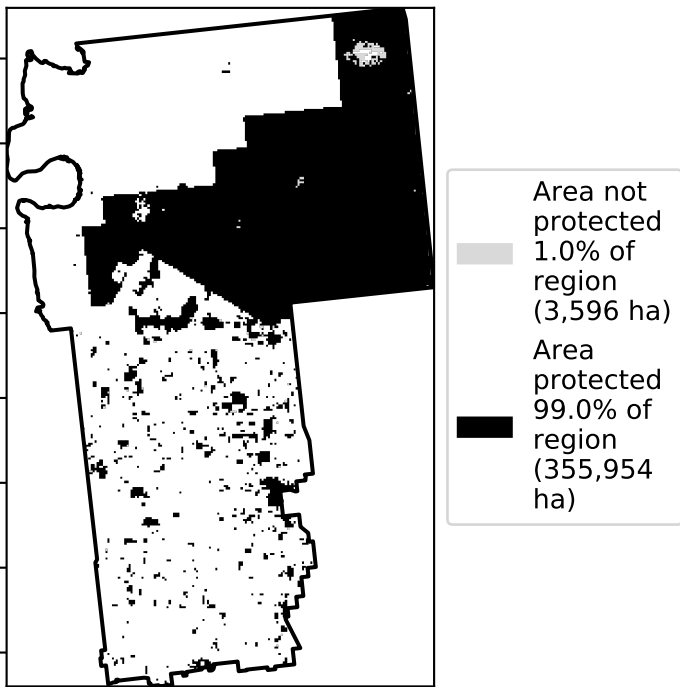 Area not
protected
1.0% of
region
(3,596 ha)
Area
protected
99.0% of
region
(355,954
ha)